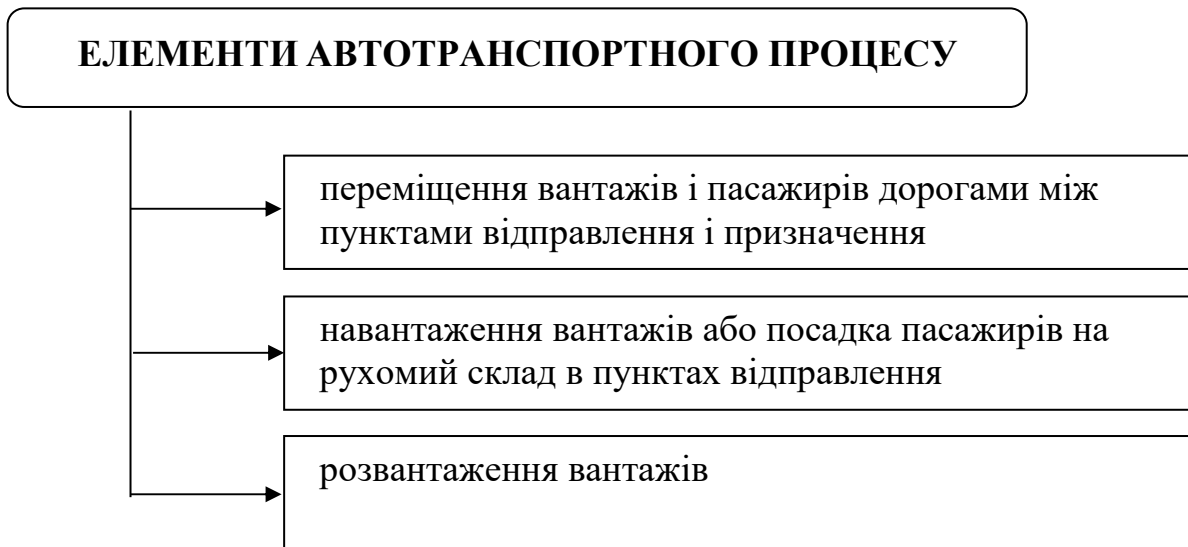 ЕЛЕМЕНТИ АВТОТРАНСПОРТНОГО ПРОЦЕСУ
переміщення вантажів і пасажирів дорогами між
пунктами відправлення і призначення
навантаження вантажів або посадка пасажирів на
рухомий склад в пунктах відправлення
розвантаження вантажів